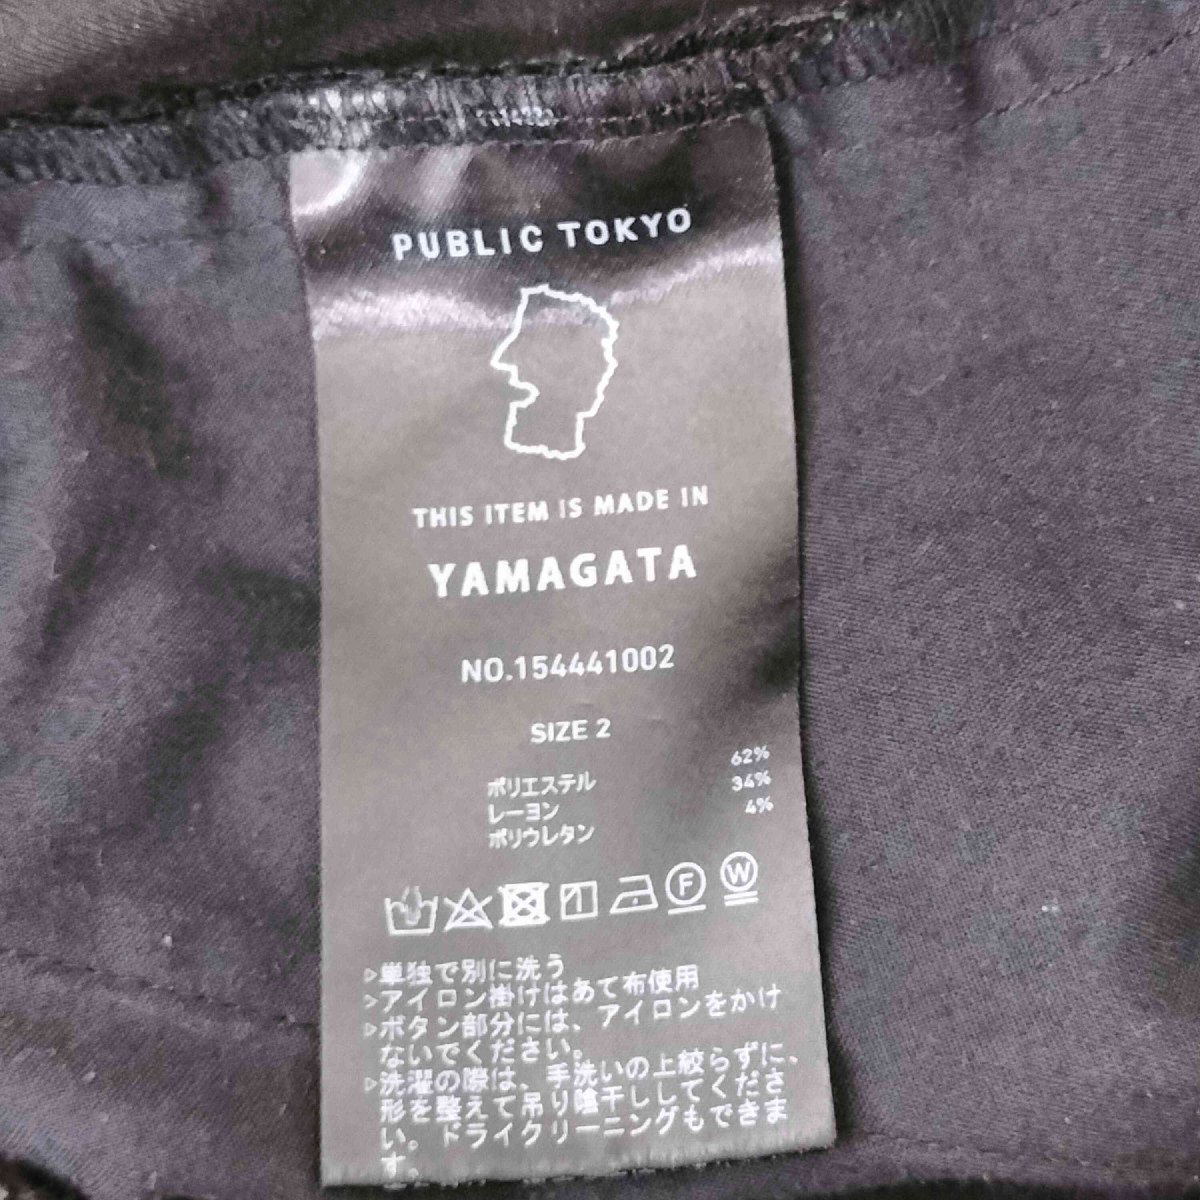 PUBLIC TOKYO
THIS ITEM IS MADE IN
YAMAGATA
NO.154441002
SIZE 2
ポリエステル 62%
レーヨン 34%
ポリウレタン 4%
F W
▷単独で別に洗う
▷アイロン掛けはあて布使用
▷ボタン部分には、アイロンをかけ
ないでください。
▷洗濯の際は、手洗いの上絞らずに、
形を整えて吊り陰干ししてくださ
い。ドライクリーニングもできま
す。